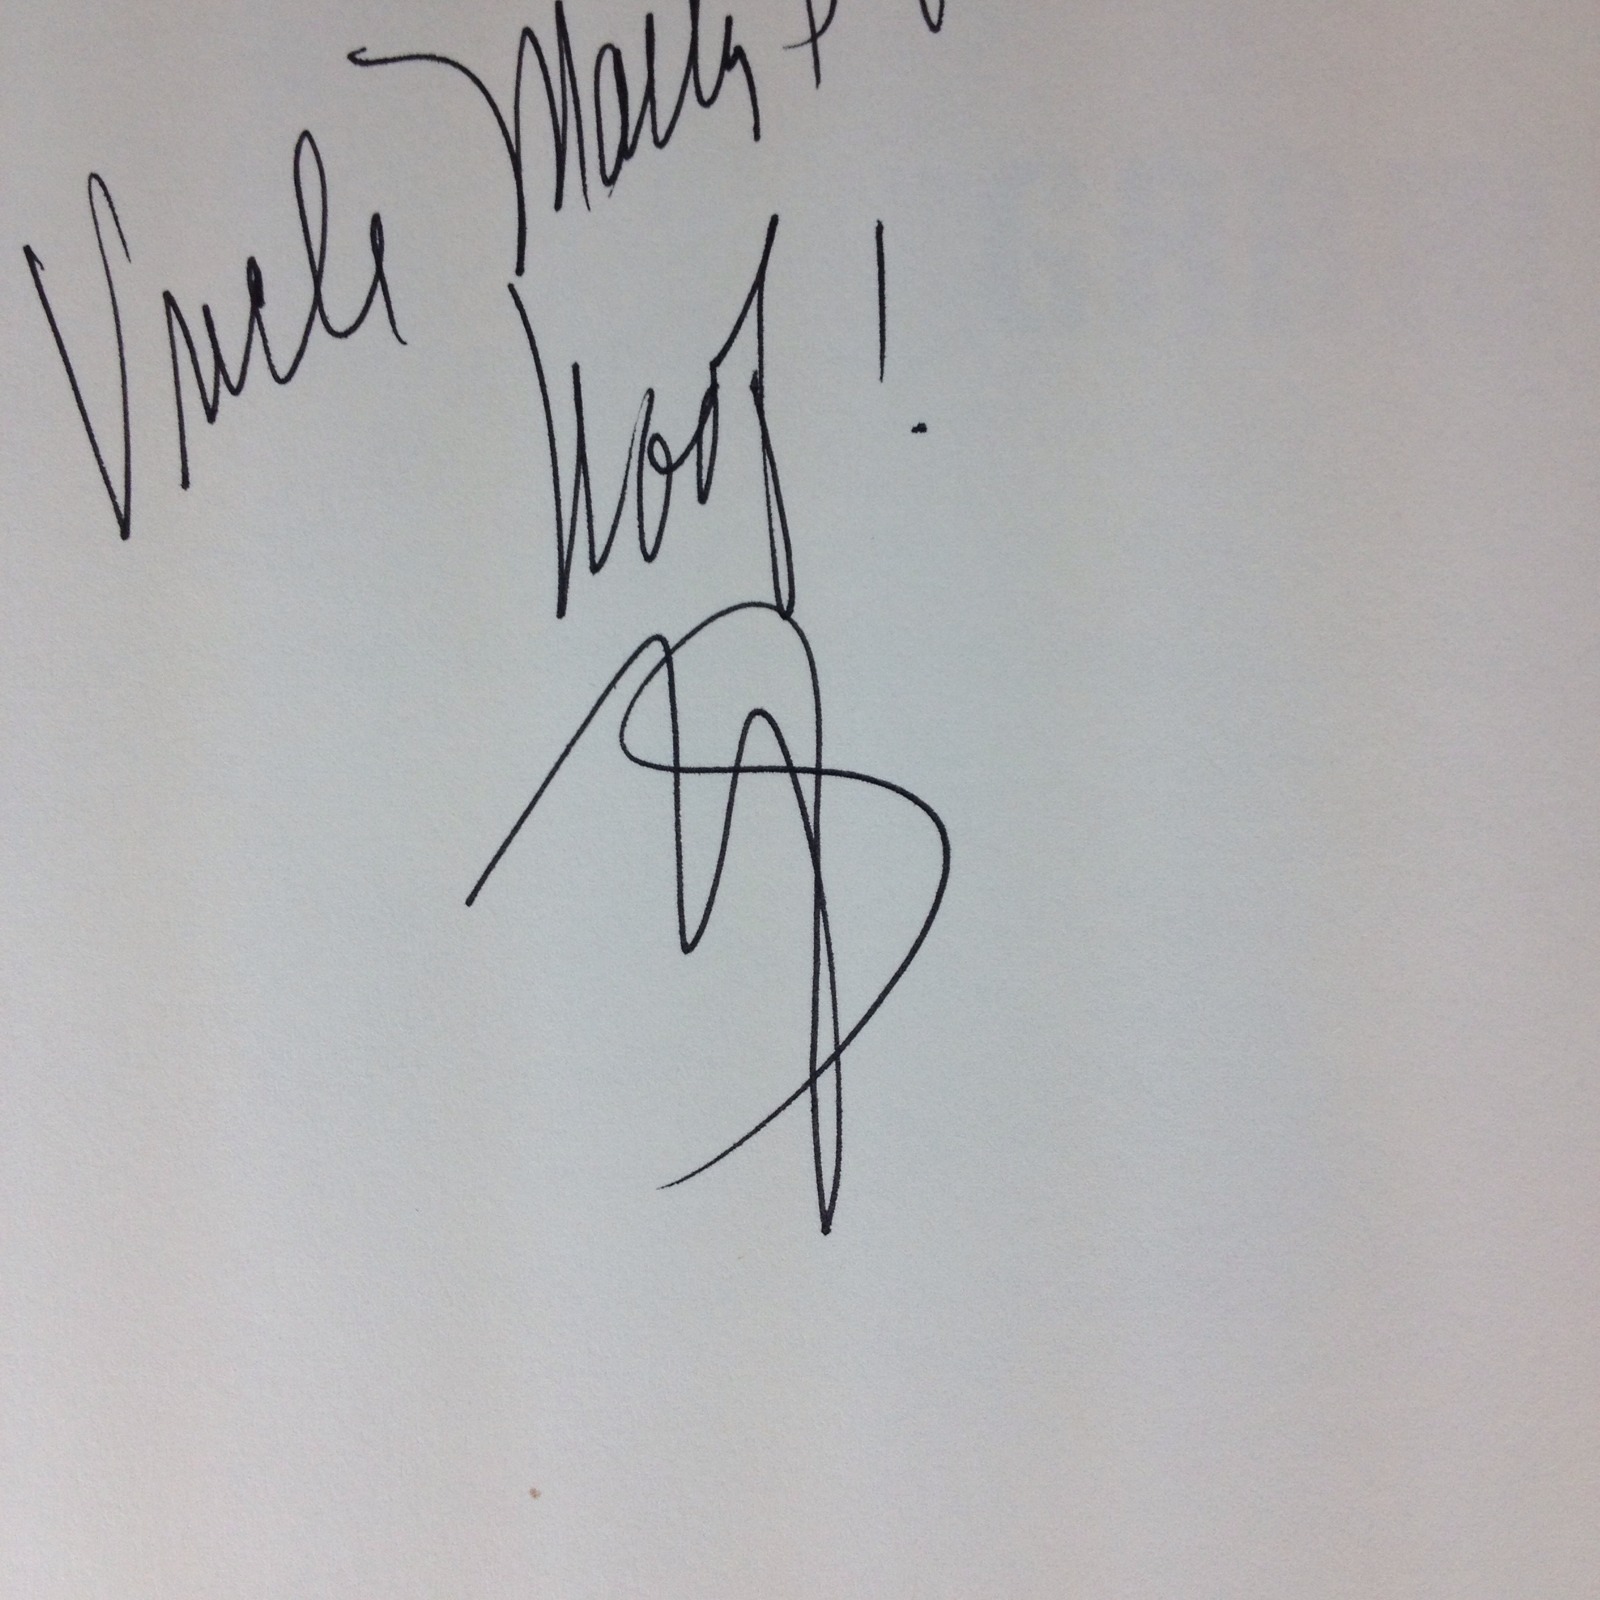 Uncle Matty +
Woof!